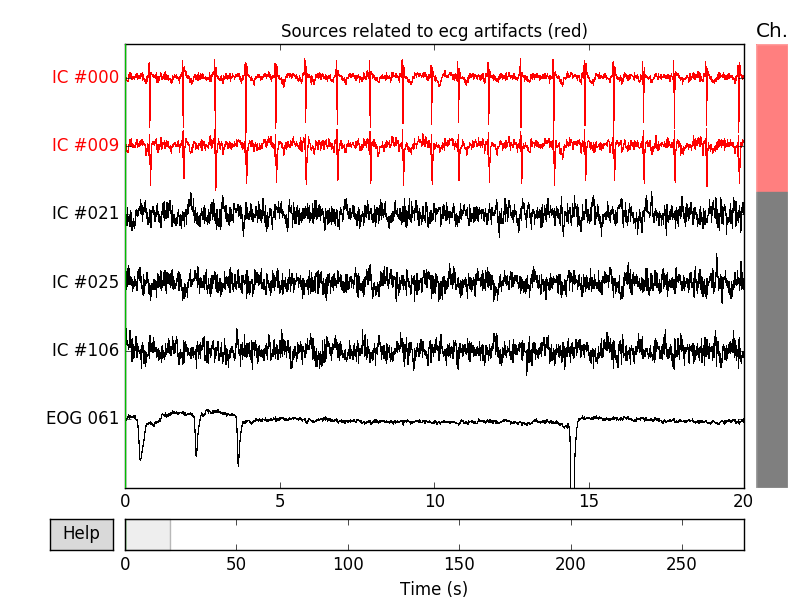 Sources related to ecg artifacts (red)
Ch.
IC #000
IC #009
IC #021
IC #025
IC #106
EOG 061
0 5 10 15 20
Help
0 50 100 150 200 250
Time (s)